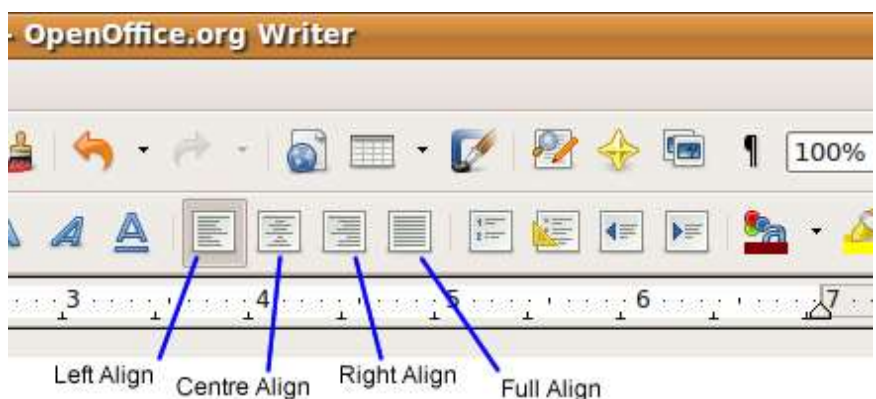 - OpenOffice.org Writer
¶ 100%
A A
3 4 5 6 7
Left Align Centre Align Right Align Full Align